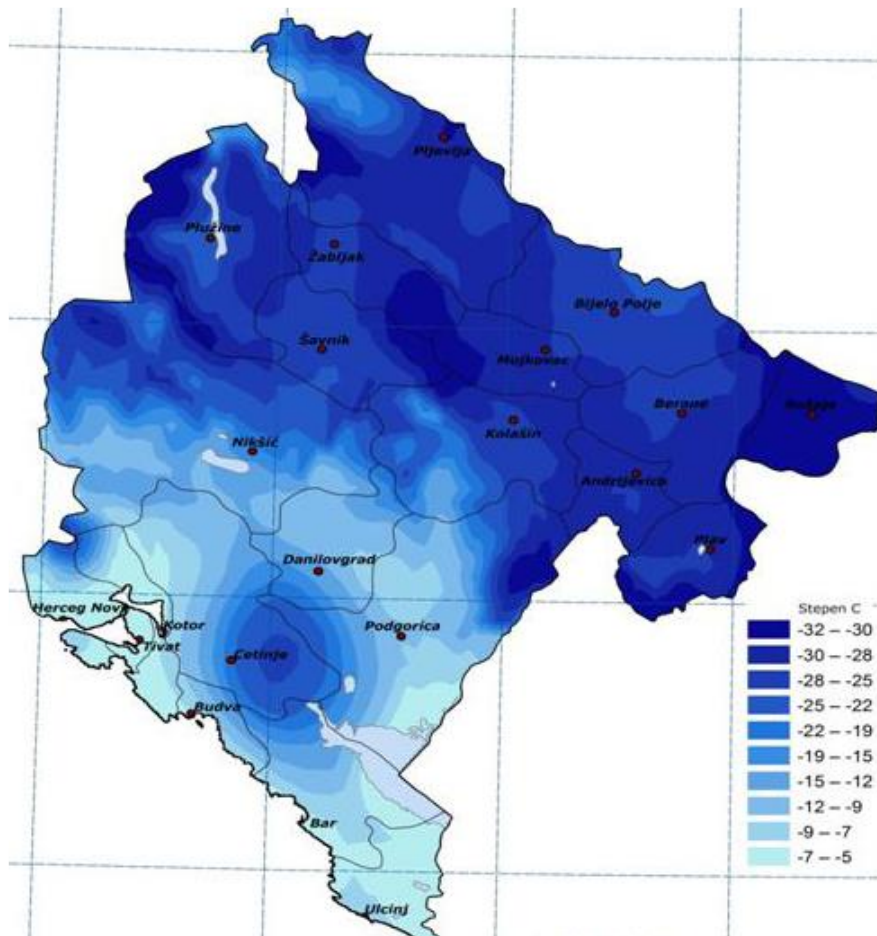 Pljevlja
Plužine
Žabljak
Bijelo Polje
Šavnik
Mojkovac
Berane
Kolašin
Nikšić
Andrijevica
Plav
Danilovgrad
Herceg Novi
Kotor
Podgorica
Tivat
Cetinje
Budva
Bar
Ulcinj
Stepen C
-32 – -30
-30 – -28
-28 – -25
-25 – -22
-22 – -19
-19 – -15
-15 – -12
-12 – -9
-9 – -7
-7 – -5